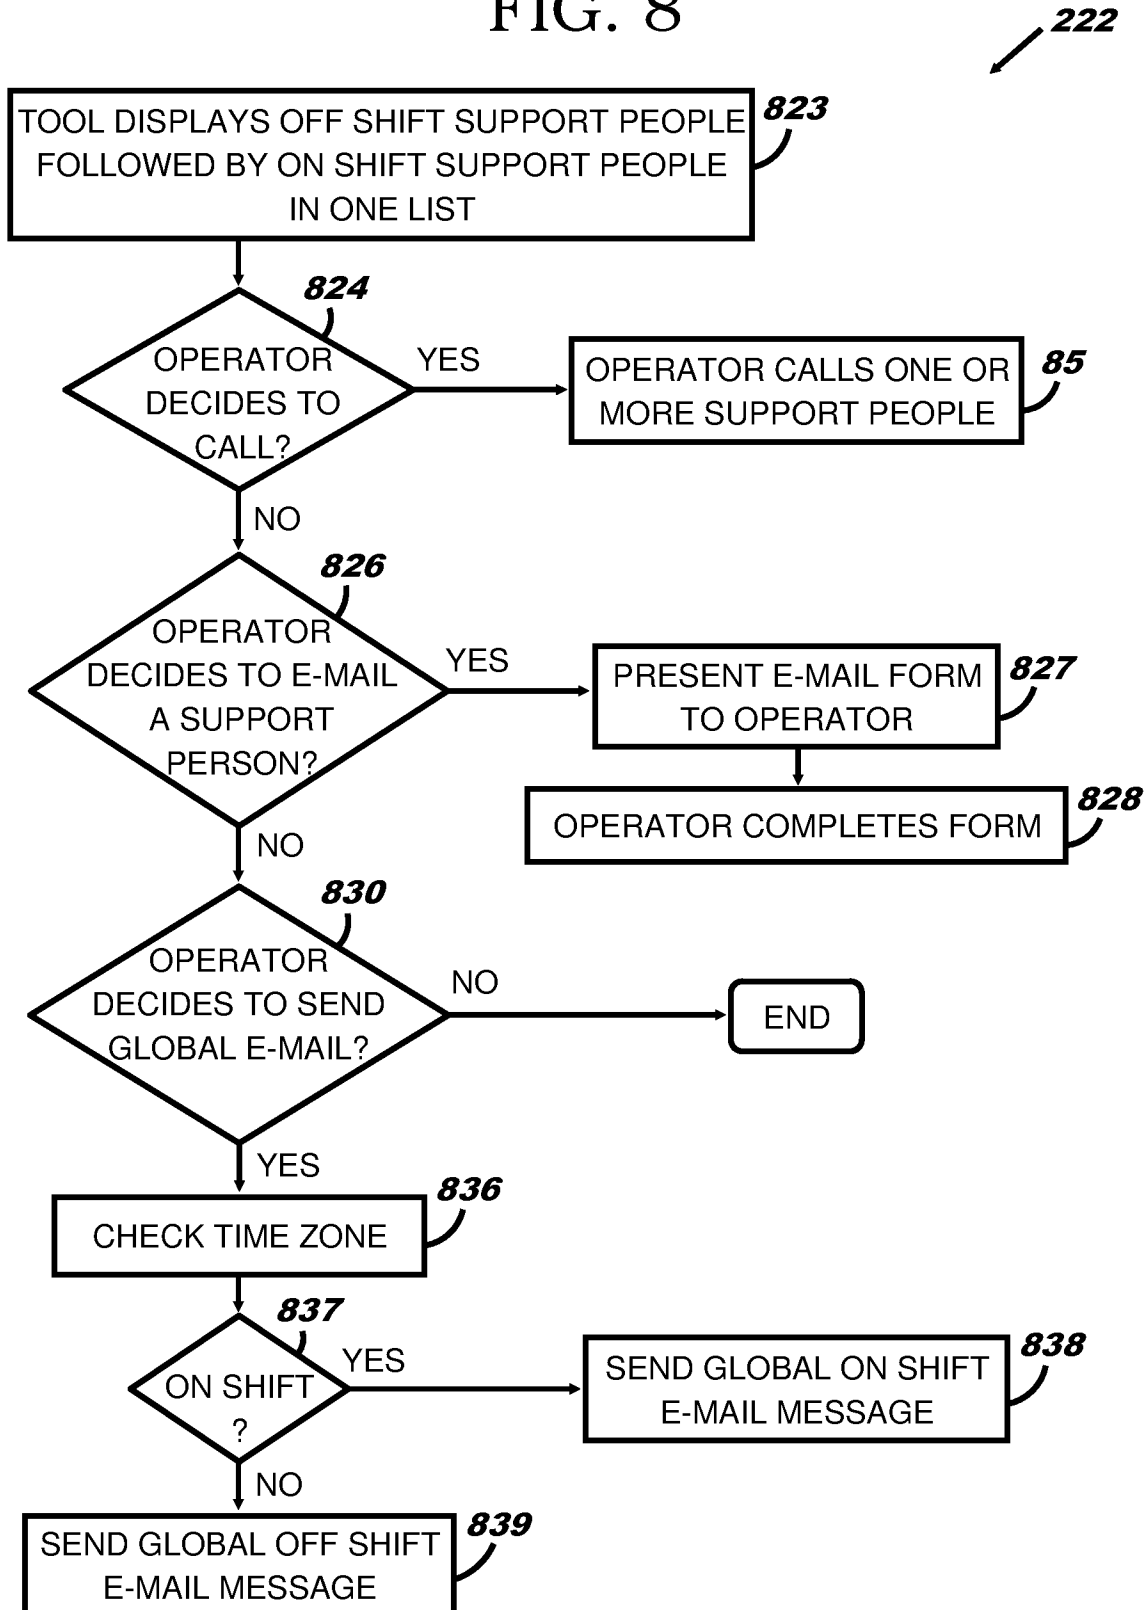 FIG. 8
222
TOOL DISPLAYS OFF SHIFT SUPPORT PEOPLE
FOLLOWED BY ON SHIFT SUPPORT PEOPLE
IN ONE LIST
823
824
OPERATOR
DECIDES TO
CALL?
YES
OPERATOR CALLS ONE OR
MORE SUPPORT PEOPLE
85
NO
826
OPERATOR
DECIDES TO E-MAIL
A SUPPORT
PERSON?
YES
PRESENT E-MAIL FORM
TO OPERATOR
827
OPERATOR COMPLETES FORM
828
NO
830
OPERATOR
DECIDES TO SEND
GLOBAL E-MAIL?
NO
END
YES
836
CHECK TIME ZONE
837
ON SHIFT
?
YES
SEND GLOBAL ON SHIFT
E-MAIL MESSAGE
838
NO
SEND GLOBAL OFF SHIFT
E-MAIL MESSAGE
839